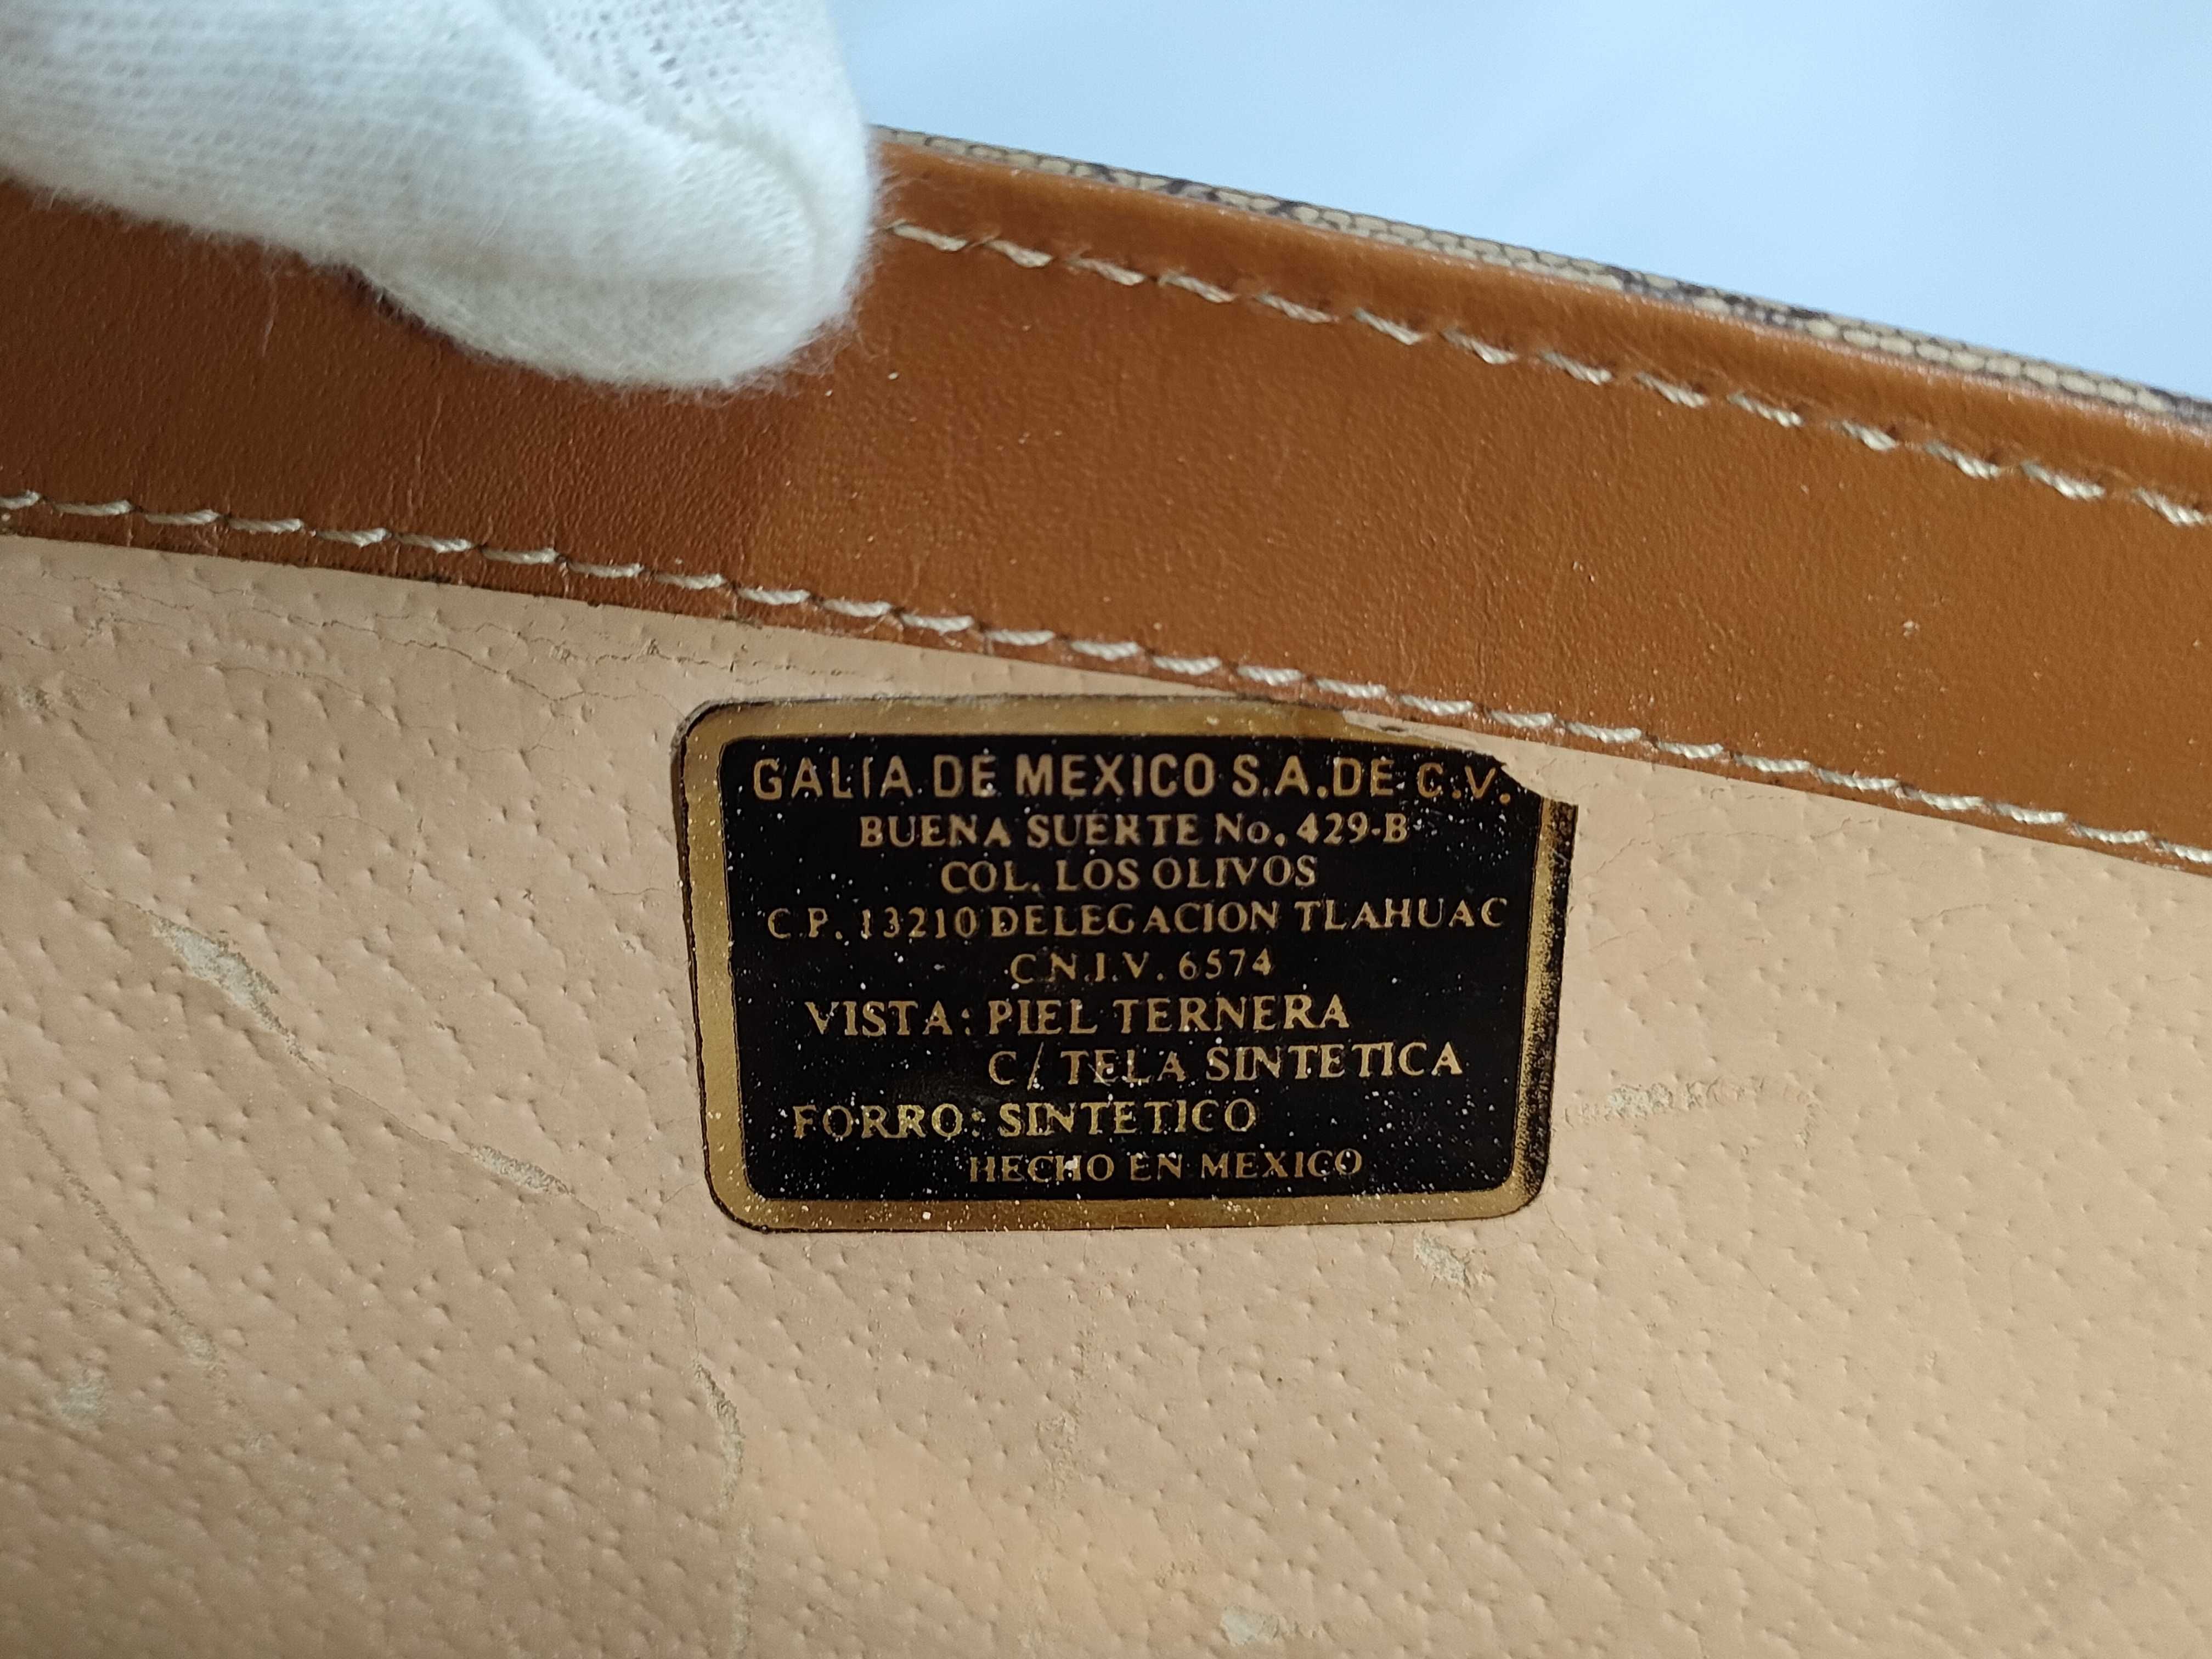 GALIA DE MEXICO S.A. DE C.V.
BUENA SUERTE No. 429-B
COL. LOS OLIVOS
C.P. 13210 DELEGACION TLAHUAC
C.N.I.V. 6574
VISTA: PIEL TERNERA
C/ TELA SINTETICA
FORRO: SINTETICO
HECHO EN MEXICO